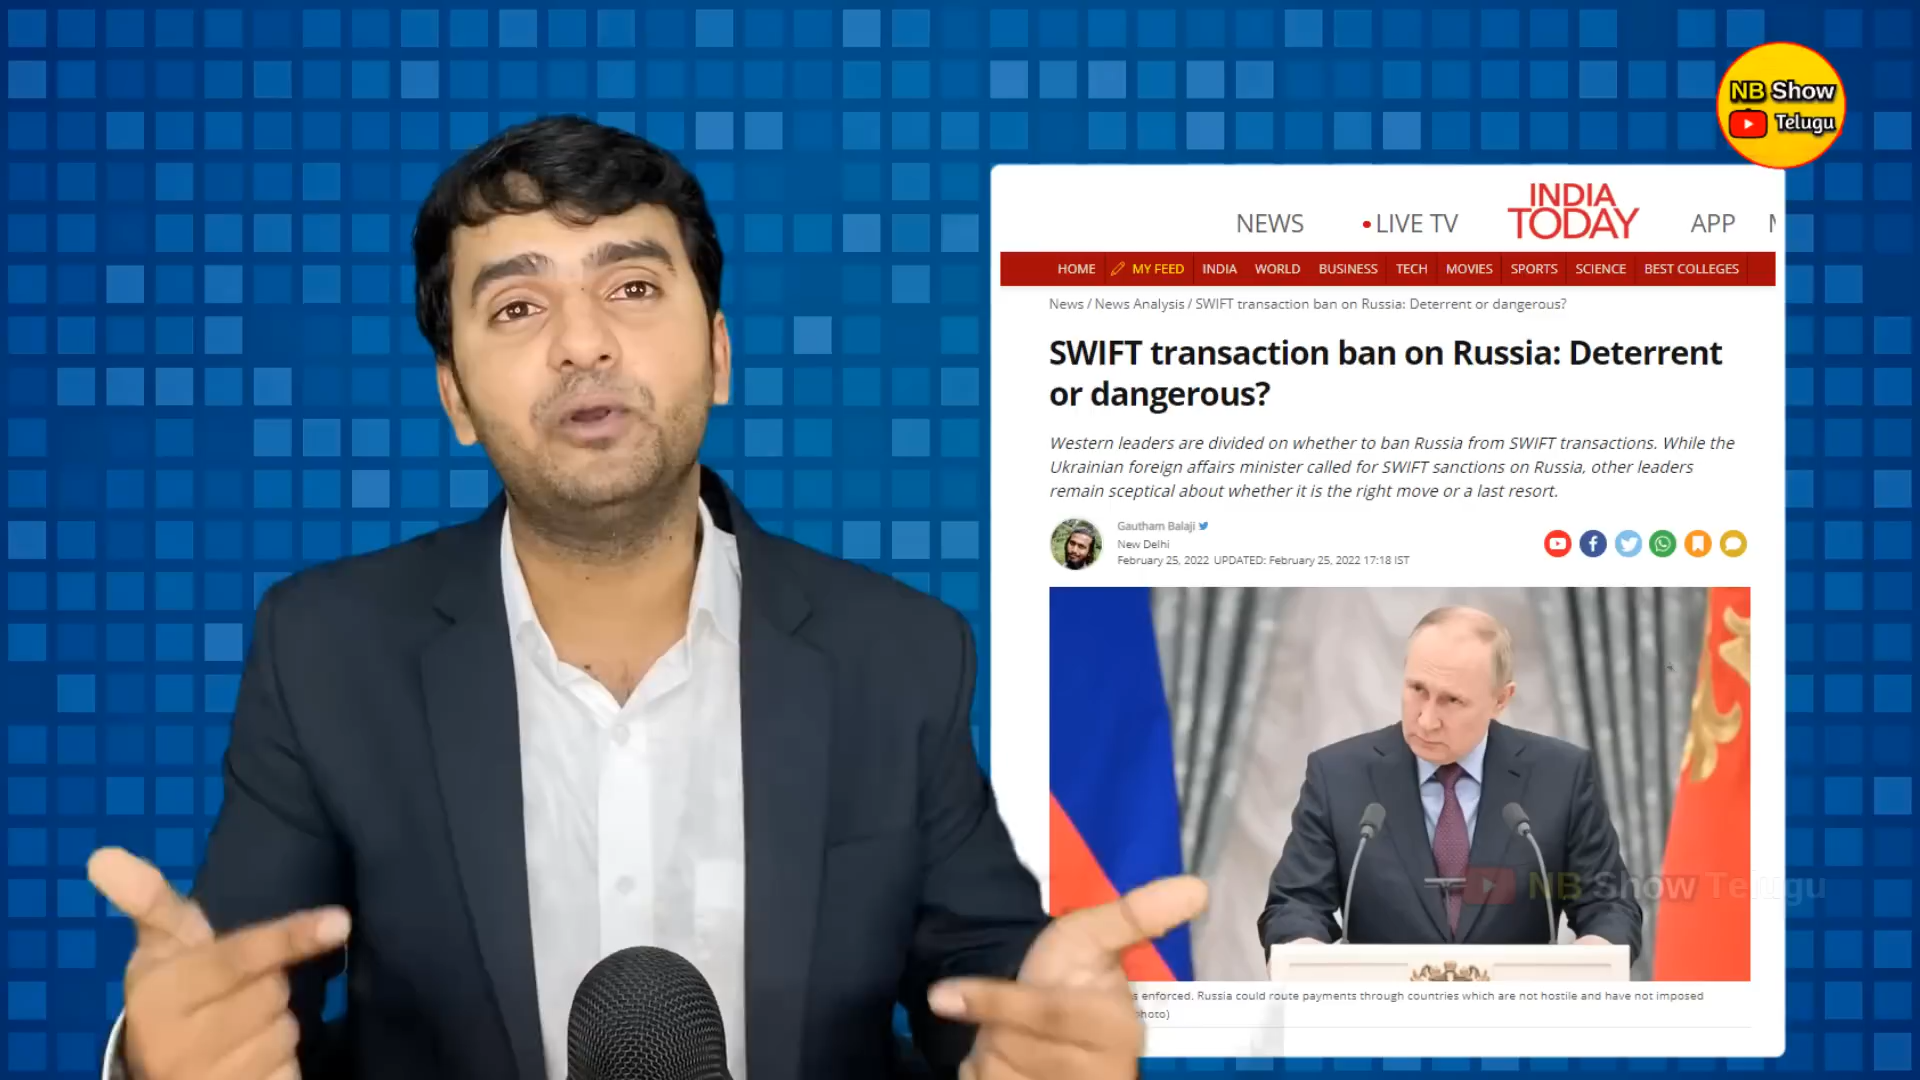 NB Show
Telugu
INDIA
TODAY
NEWS
LIVE TV
APP
HOME
MY FEED
INDIA
WORLD
BUSINESS
TECH
MOVIES
SPORTS
SCIENCE
BEST COLLEGES
News / News Analysis / SWIFT transaction ban on Russia: Deterrent or dangerous?
SWIFT transaction ban on Russia: Deterrent
or dangerous?
Western leaders are divided on whether to ban Russia from SWIFT transactions. While the
Ukrainian foreign affairs minister called for SWIFT sanctions on Russia, other leaders
remain sceptical about whether it is the right move or a last resort.
Gautham Balaji
New Delhi
February 25, 2022 UPDATED: February 25, 2022 17:18 IST
NB Show Telugu
enforced. Russia could route payments through countries which are not hostile and have not imposed
photo)